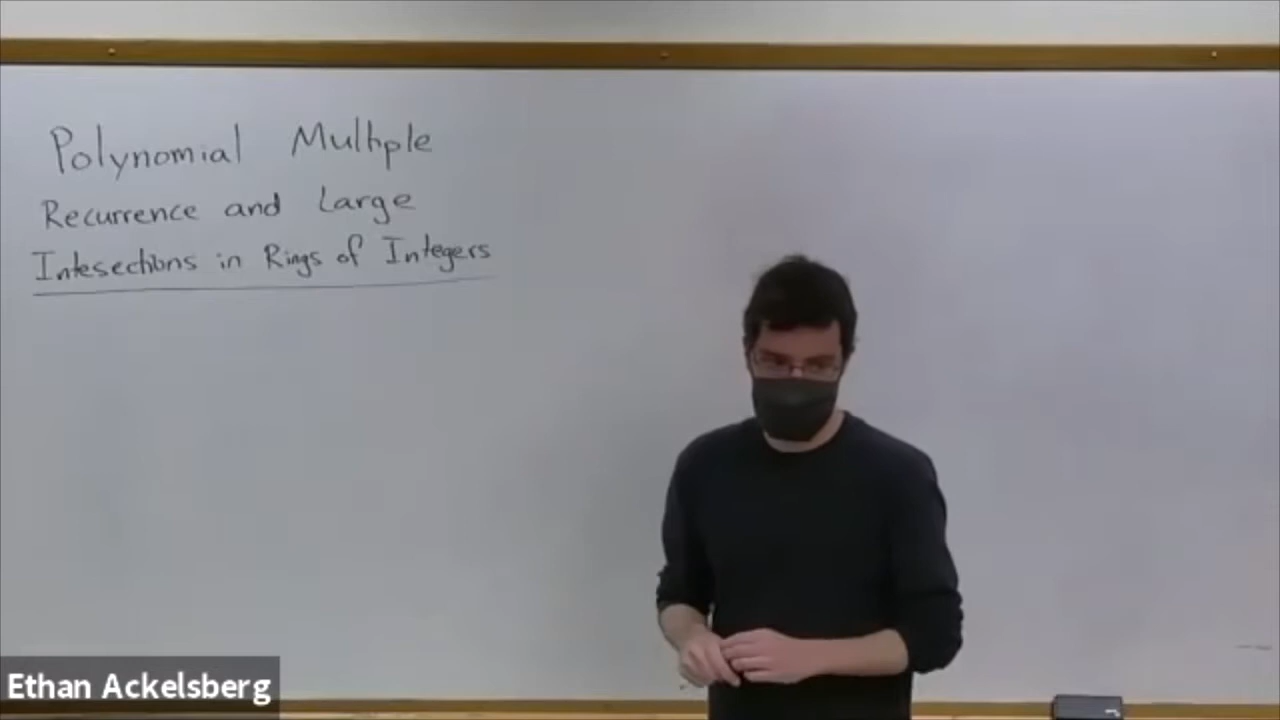 Polynomial Multiple
Recurrence and Large
Intesections in Rings of Integers
Ethan Ackelsberg